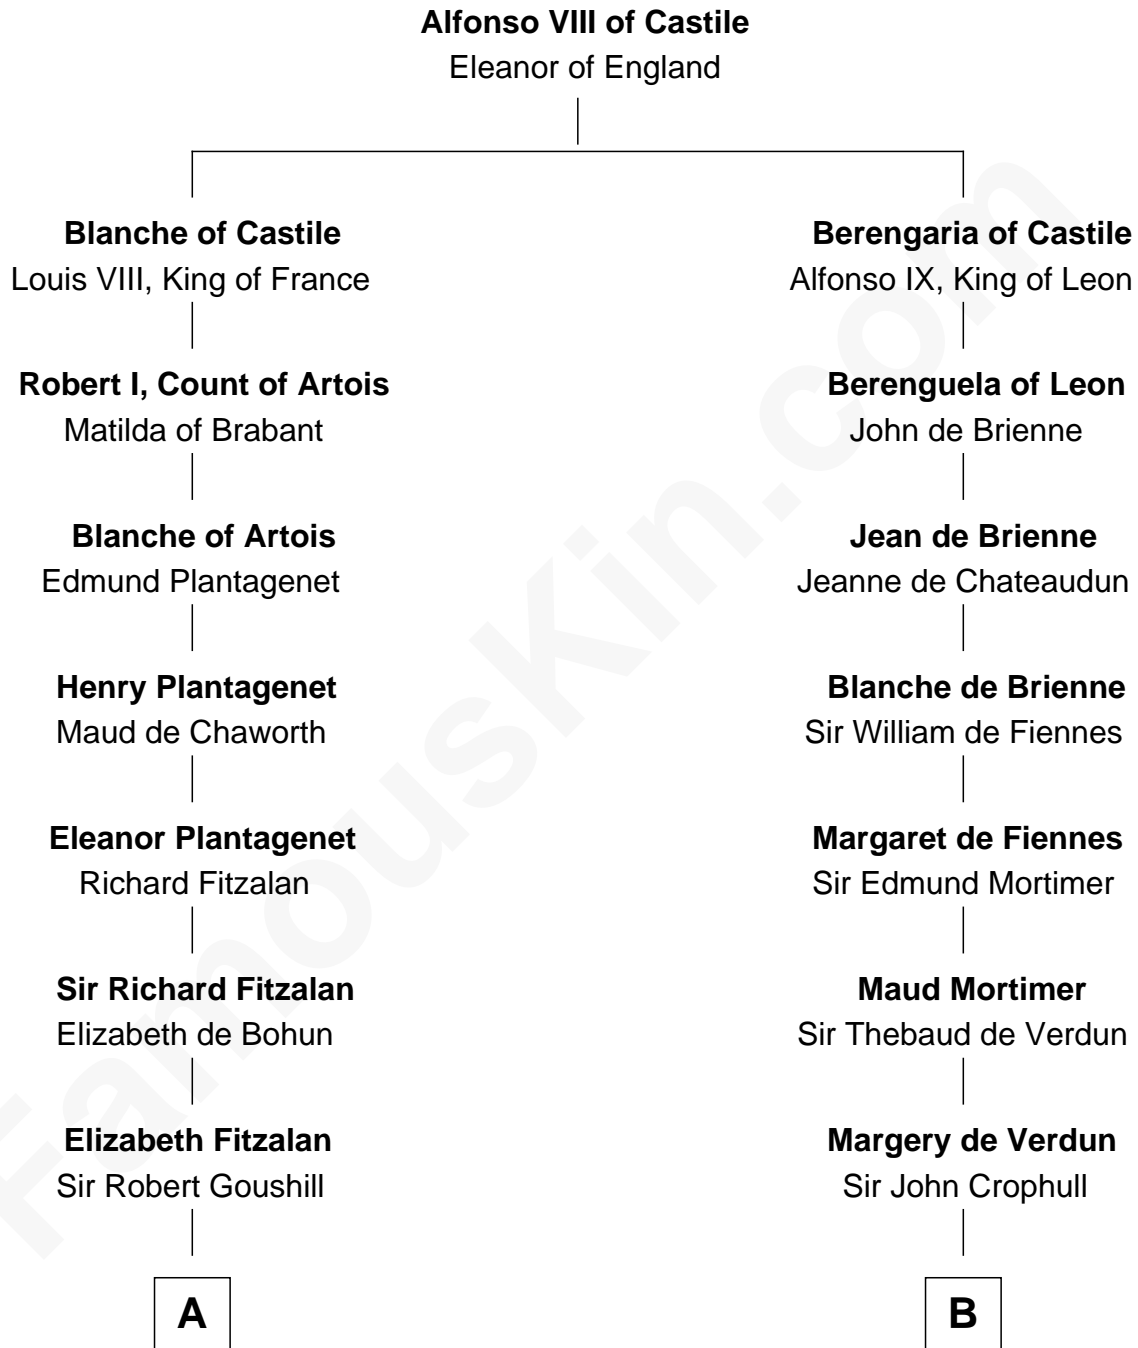 Alfonso VIII of Castile
Eleanor of England
Blanche of Castile
Louis VIII, King of France
Berengaria of Castile
Alfonso IX, King of Leon
Robert I, Count of Artois
Matilda of Brabant
Berenguela of Leon
John de Brienne
Blanche of Artois
Edmund Plantagenet
Jean de Brienne
Jeanne de Chateaudun
Henry Plantagenet
Maud de Chaworth
Blanche de Brienne
Sir William de Fiennes
Eleanor Plantagenet
Richard Fitzalan
Margaret de Fiennes
Sir Edmund Mortimer
Sir Richard Fitzalan
Elizabeth de Bohun
Maud Mortimer
Sir Thebaud de Verdun
Elizabeth Fitzalan
Sir Robert Goushill
Margery de Verdun
Sir John Crophull
A
B
FamousKin.com